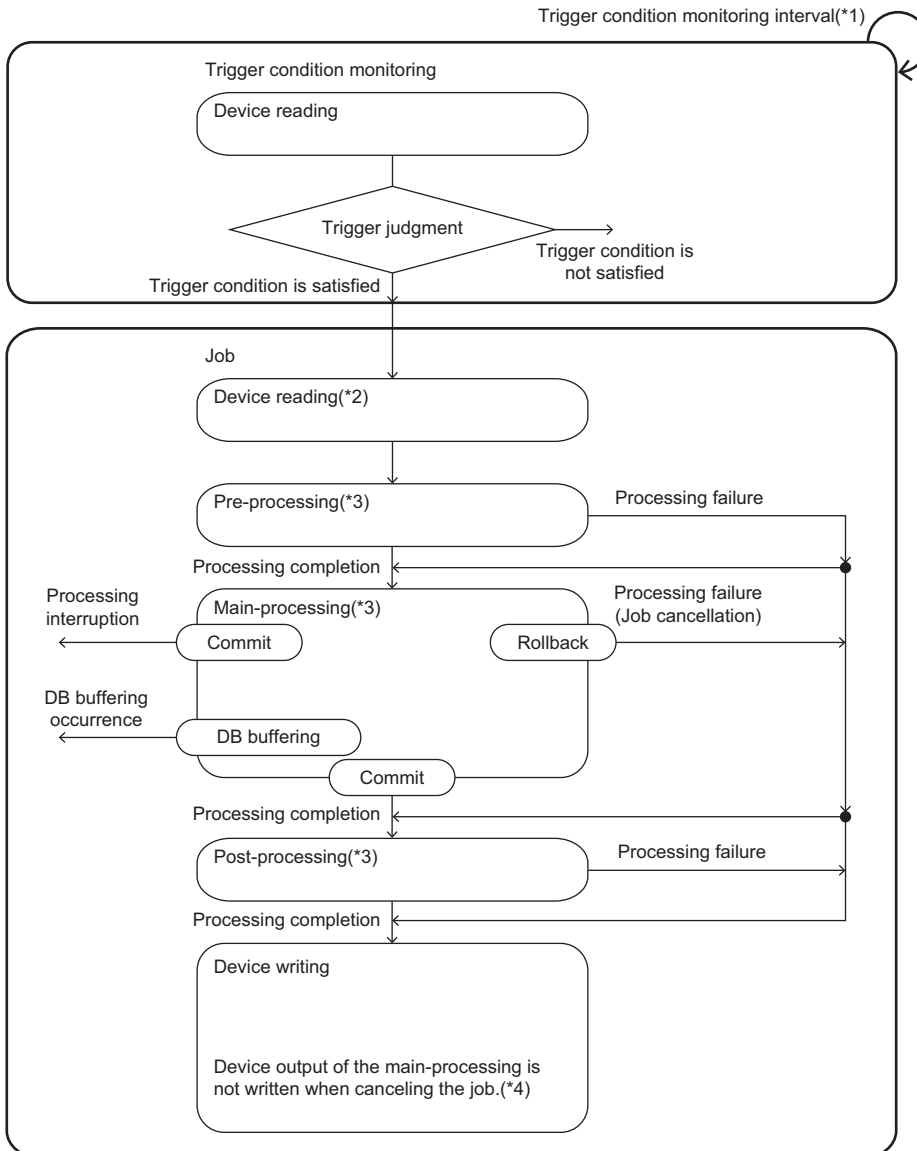 Trigger condition monitoring interval(*1)
Trigger condition monitoring
Device reading
Trigger judgment
Trigger condition is
not satisfied
Trigger condition is satisfied
Job
Device reading(*2)
Pre-processing(*3)
Processing failure
Processing completion
Processing
interruption
Main-processing(*3)
Processing failure
(Job cancellation)
Commit
Rollback
DB buffering
occurrence
DB buffering
Commit
Processing completion
Post-processing(*3)
Processing failure
Processing completion
Device writing
Device output of the main-processing is
not written when canceling the job.(*4)